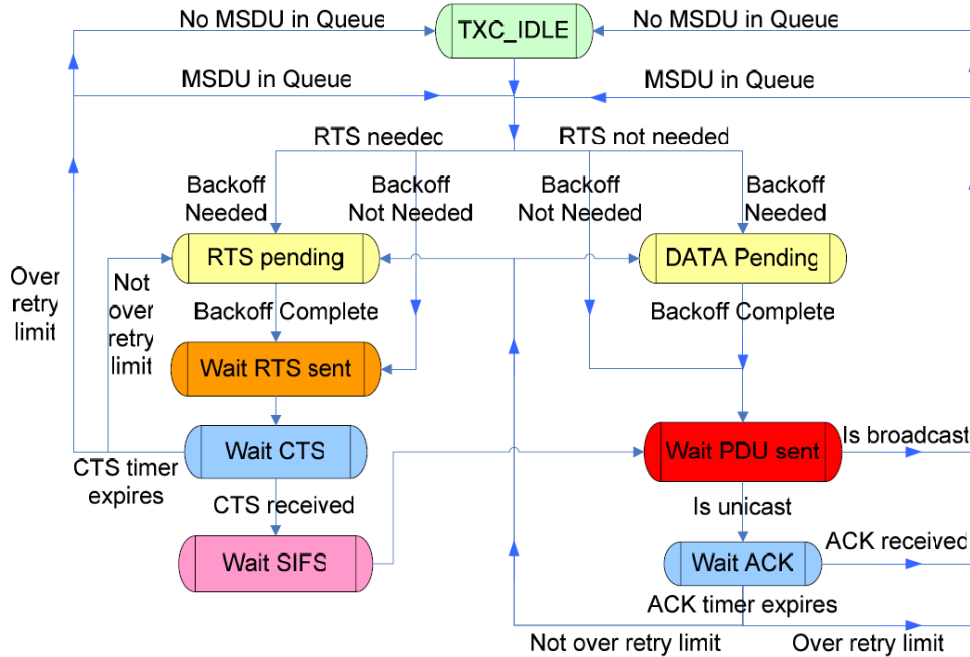 No MSDU in Queue
TXC_IDLE
No MSDU in Queue
MSDU in Queue
MSDU in Queue
RTS needed
RTS not needed
Backoff
Needed
Backoff
Not Needed
Backoff
Not Needed
Backoff
Needed
RTS pending
DATA Pending
Over
retry
limit
Not
over
retry
limit
Backoff Complete
Backoff Complete
Wait RTS sent
Wait CTS
Wait PDU sent
Is broadcast
CTS timer
expires
CTS received
Is unicast
Wait SIFS
Wait ACK
ACK received
ACK timer expires
Not over retry limit
Over retry limit